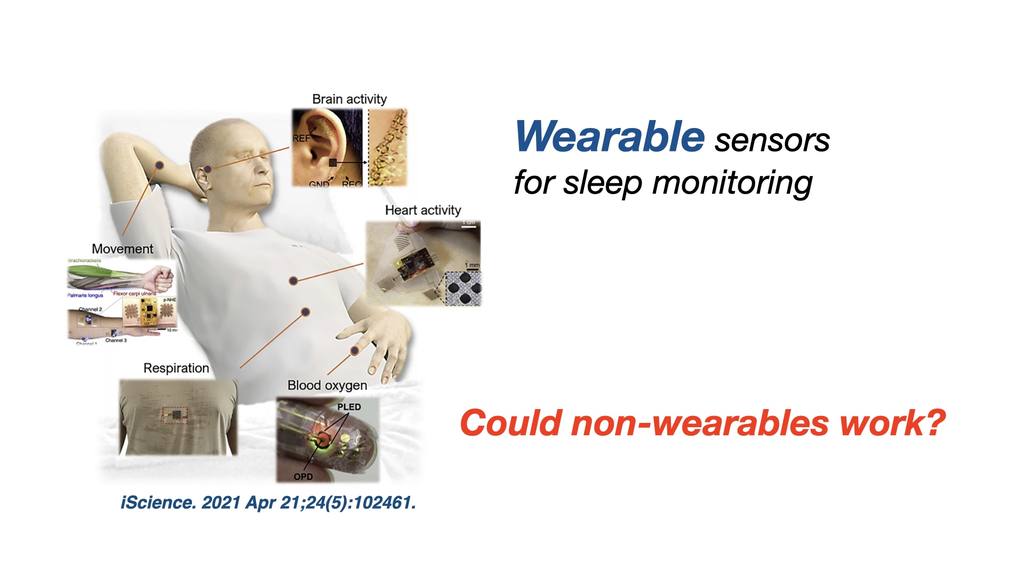 Brain activity
REF
GND
REC
Wearable sensors
for sleep monitoring
Heart activity
1 mm
Movement
Palmaris longus
Flexor carpi ulnaris
p-NHE
Channel 2
Channel 3
Respiration
Blood oxygen
PLED
OPD
Could non-wearables work?
iScience. 2021 Apr 21;24(5):102461.